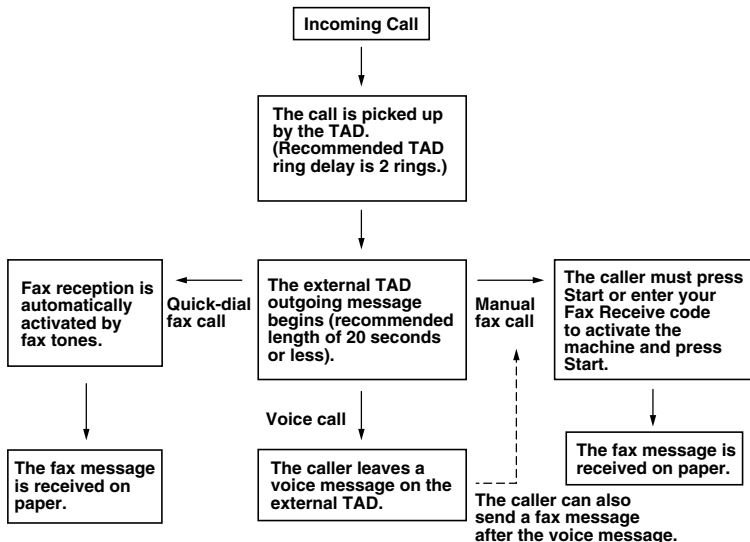 Incoming Call
The call is picked up
by the TAD.
(Recommended TAD
ring delay is 2 rings.)
Fax reception is
automatically
activated by
fax tones.
Quick-dial
fax call
The external TAD
outgoing message
begins (recommended
length of 20 seconds
or less).
Manual
fax call
The caller must press
Start or enter your
Fax Receive code
to activate the
machine and press
Start.
Voice call
The fax message
is received on
paper.
The caller leaves a
voice message on the
external TAD.
The fax message is
received on paper.
The caller can also
send a fax message
after the voice message.